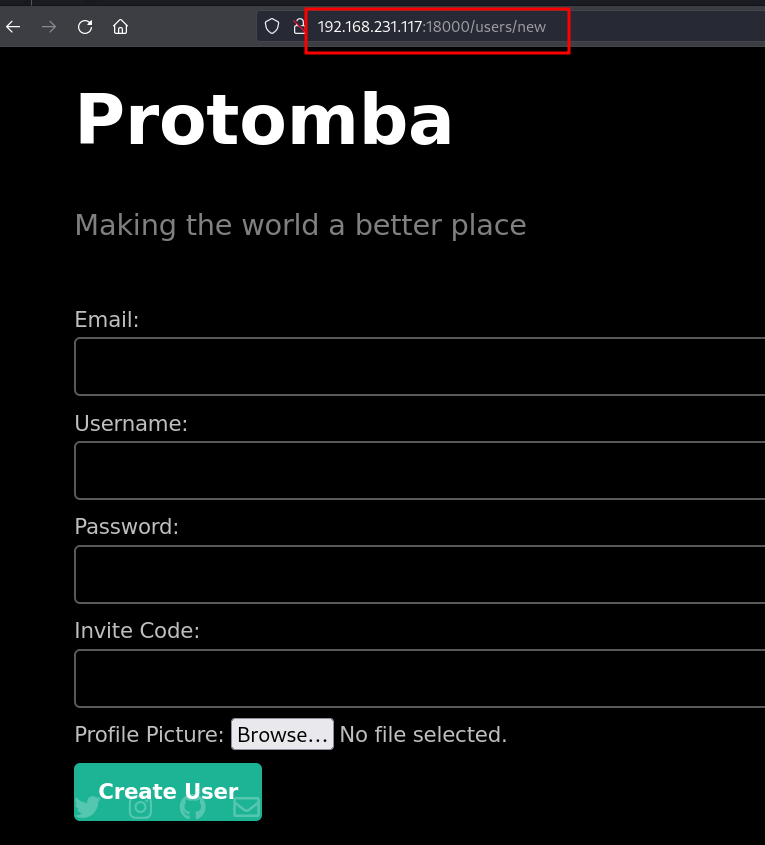 192.168.231.117:18000/users/new
Protomba
Making the world a better place
Email:
Username:
Password:
Invite Code:
Profile Picture: Browse... No file selected.
Create User